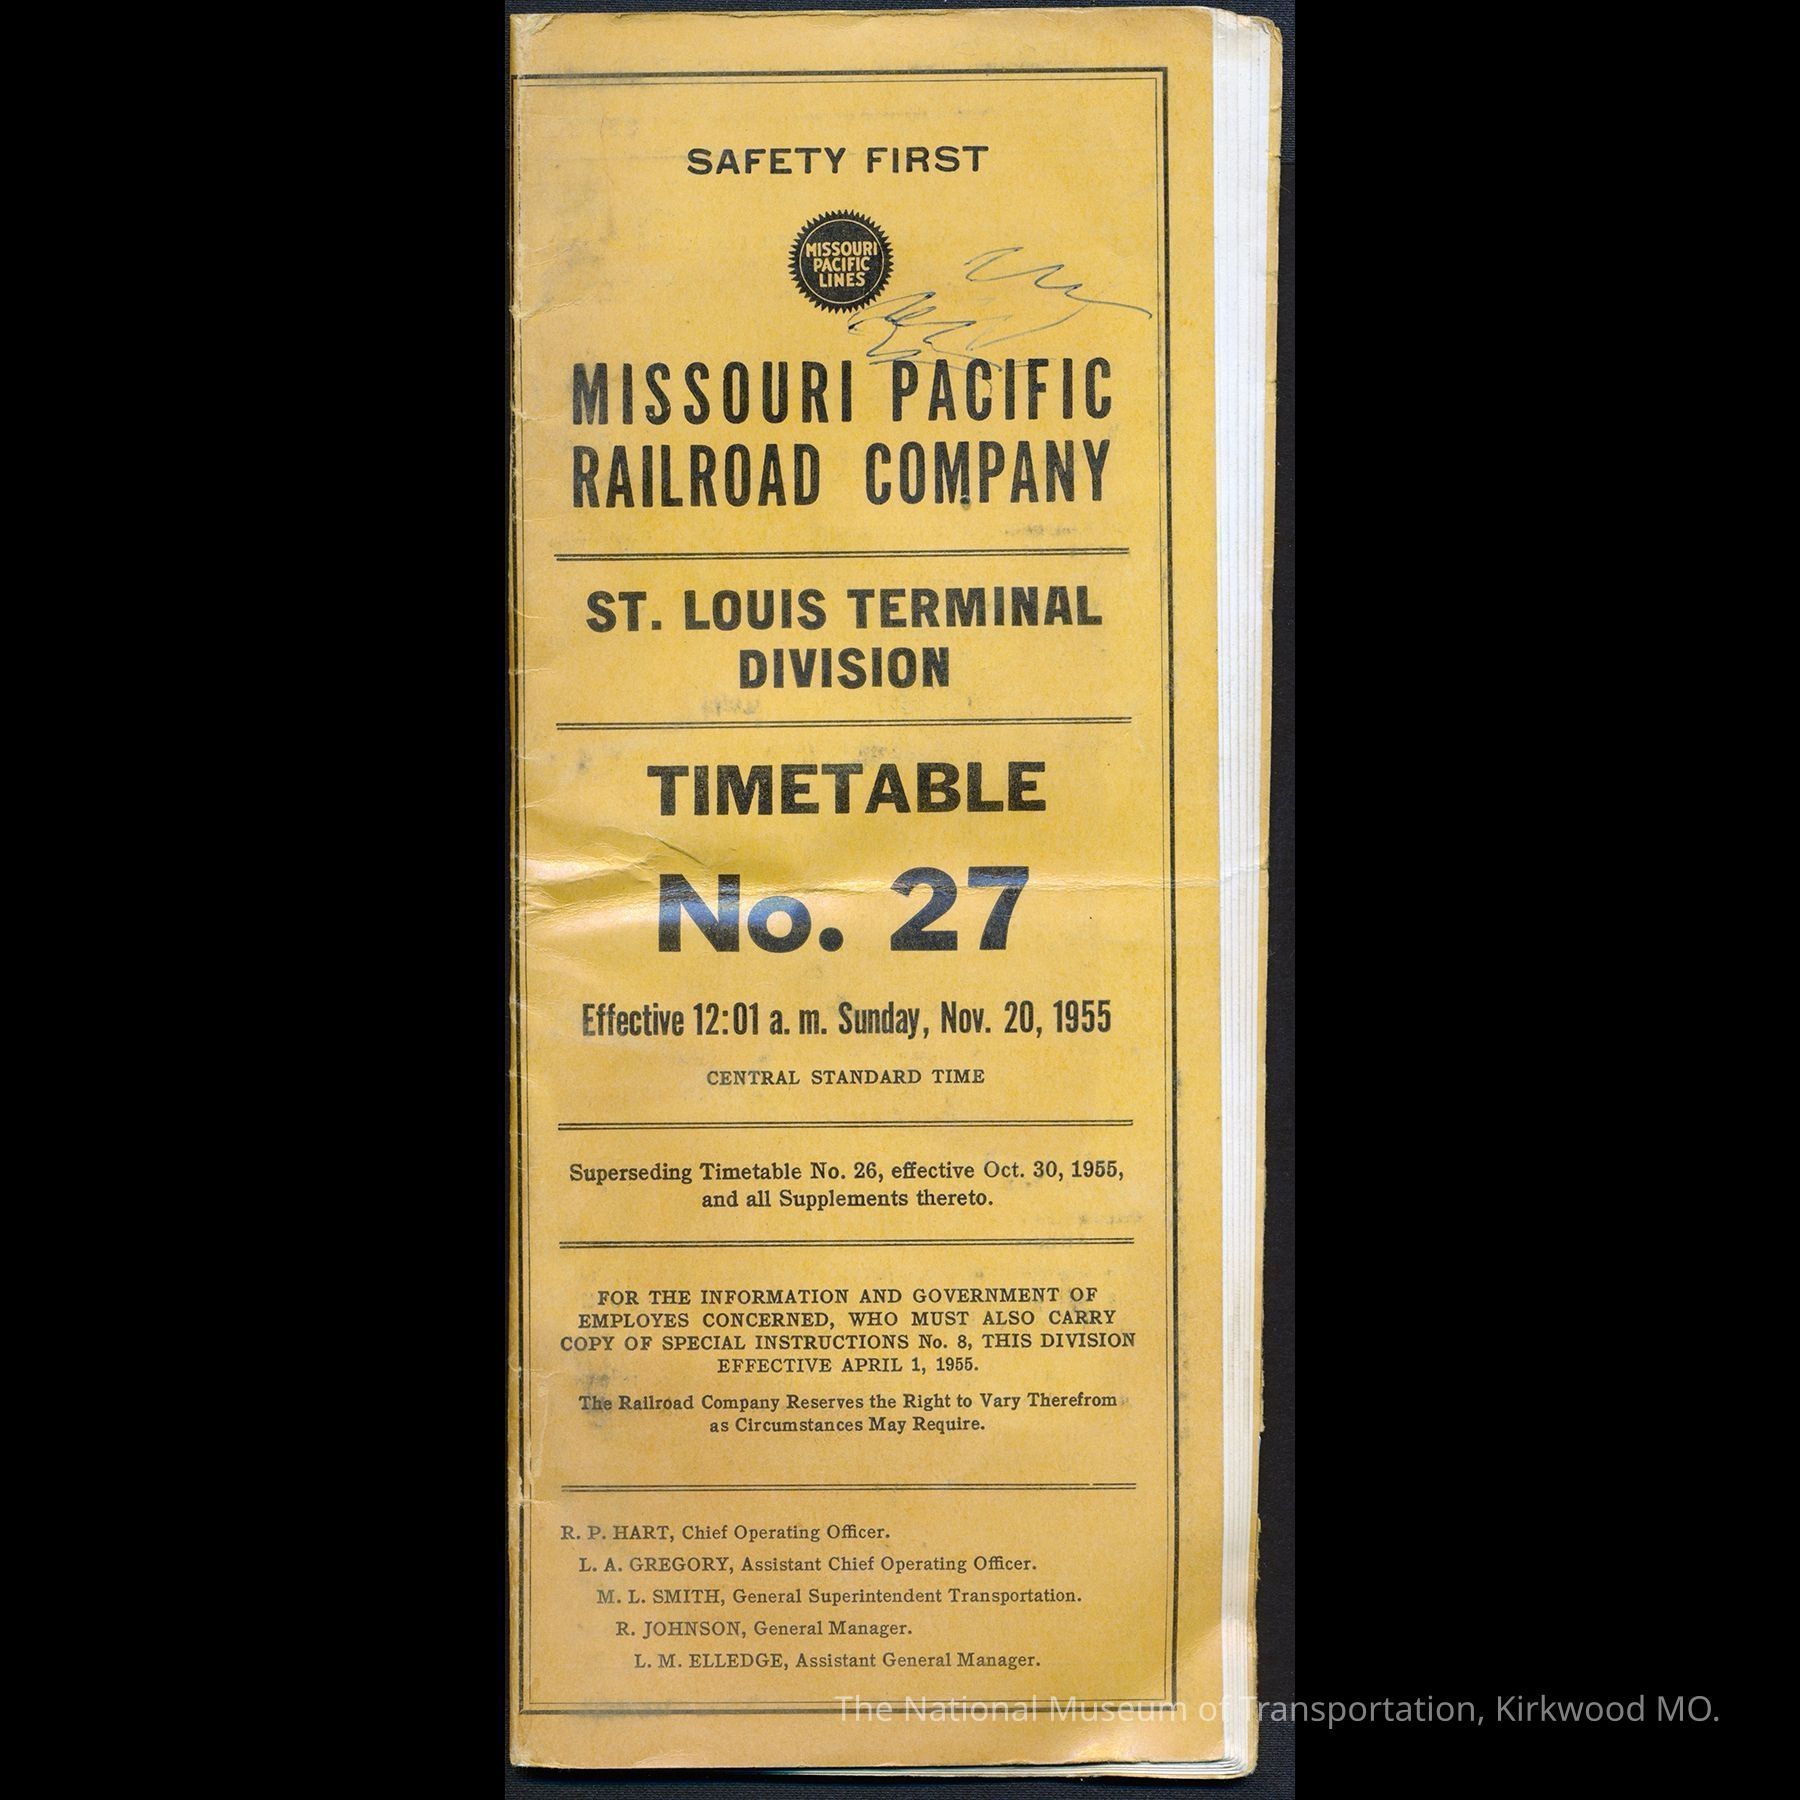 SAFETY FIRST
MISSOURI
PACIFIC
LINES
MISSOURI PACIFIC
RAILROAD COMPANY
ST. LOUIS TERMINAL
DIVISION
TIMETABLE
No. 27
Effective 12:01 a. m. Sunday, Nov. 20, 1955
CENTRAL STANDARD TIME
Superseding Timetable No. 26, effective Oct. 30, 1955,
and all Supplements thereto.
FOR THE INFORMATION AND GOVERNMENT OF
EMPLOYES CONCERNED, WHO MUST ALSO CARRY
COPY OF SPECIAL INSTRUCTIONS No. 8, THIS DIVISION
EFFECTIVE APRIL 1, 1955.
The Railroad Company Reserves the Right to Vary Therefrom
as Circumstances May Require.
R. P. HART, Chief Operating Officer.
L. A. GREGORY, Assistant Chief Operating Officer.
M. L. SMITH, General Superintendent Transportation.
R. JOHNSON, General Manager.
L. M. ELLEDGE, Assistant General Manager.
The National Museum of Transportation, Kirkwood MO.